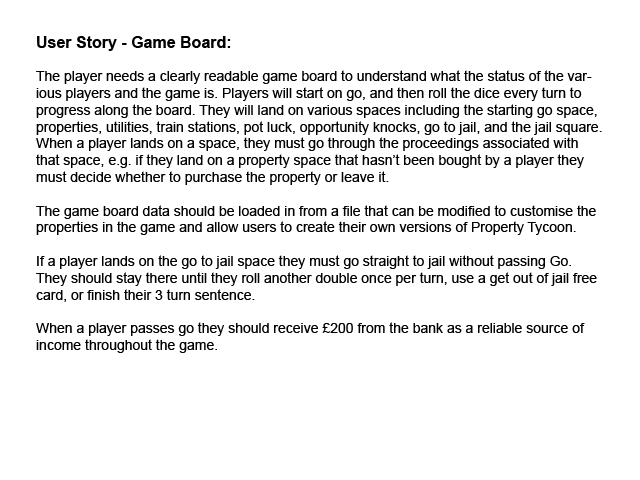 User Story - Game Board:
The player needs a clearly readable game board to understand what the status of the var-
ious players and the game is. Players will start on go, and then roll the dice every turn to
progress along the board. They will land on various spaces including the starting go space,
properties, utilities, train stations, pot luck, opportunity knocks, go to jail, and the jail square.
When a player lands on a space, they must go through the proceedings associated with
that space, e.g. if they land on a property space that hasn't been bought by a player they
must decide whether to purchase the property or leave it.
The game board data should be loaded in from a file that can be modified to customise the
properties in the game and allow users to create their own versions of Property Tycoon.
If a player lands on the go to jail space they must go straight to jail without passing Go.
They should stay there until they roll another double once per turn, use a get out of jail free
card, or finish their 3 turn sentence.
When a player passes go they should receive £200 from the bank as a reliable source of
income throughout the game.